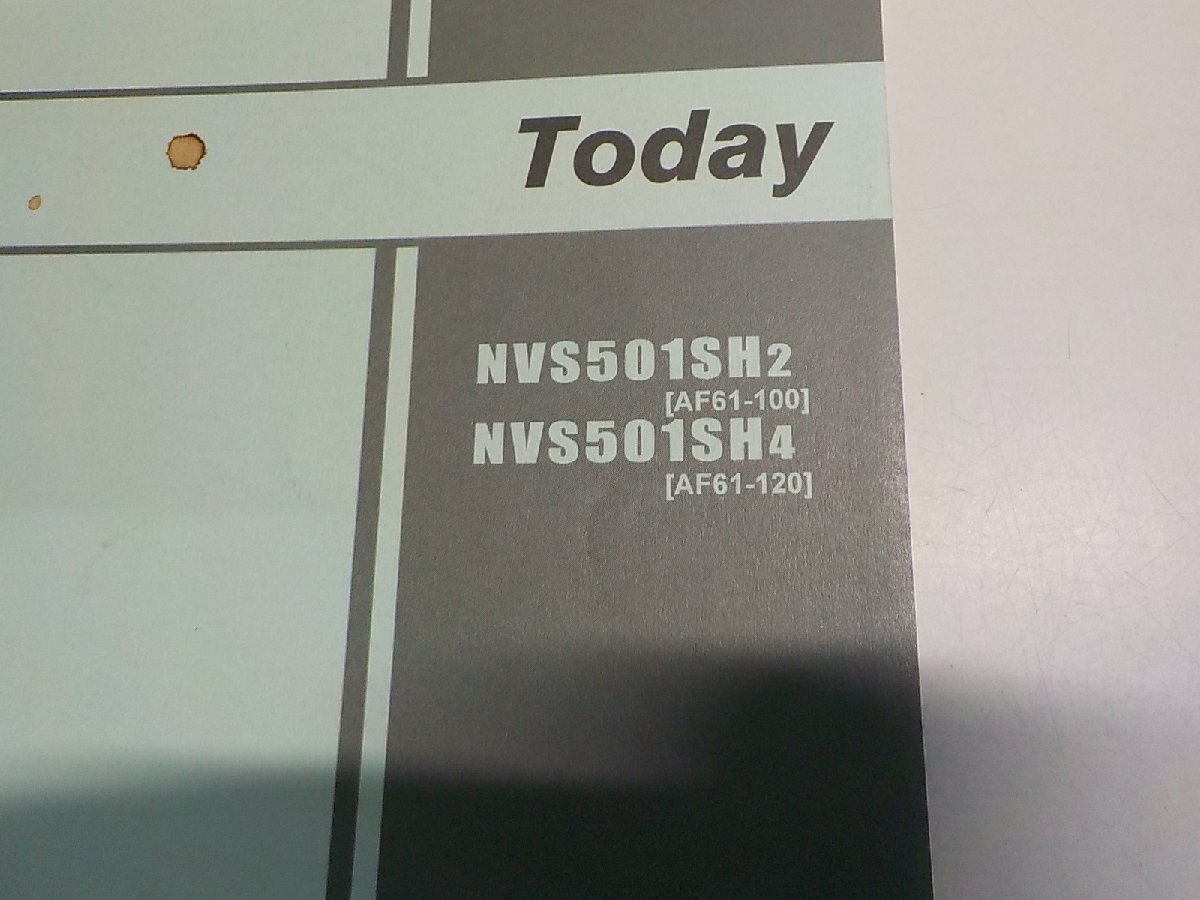 Today
NVS501SH2
[AF61-100]
NVS501SH4
[AF61-120]